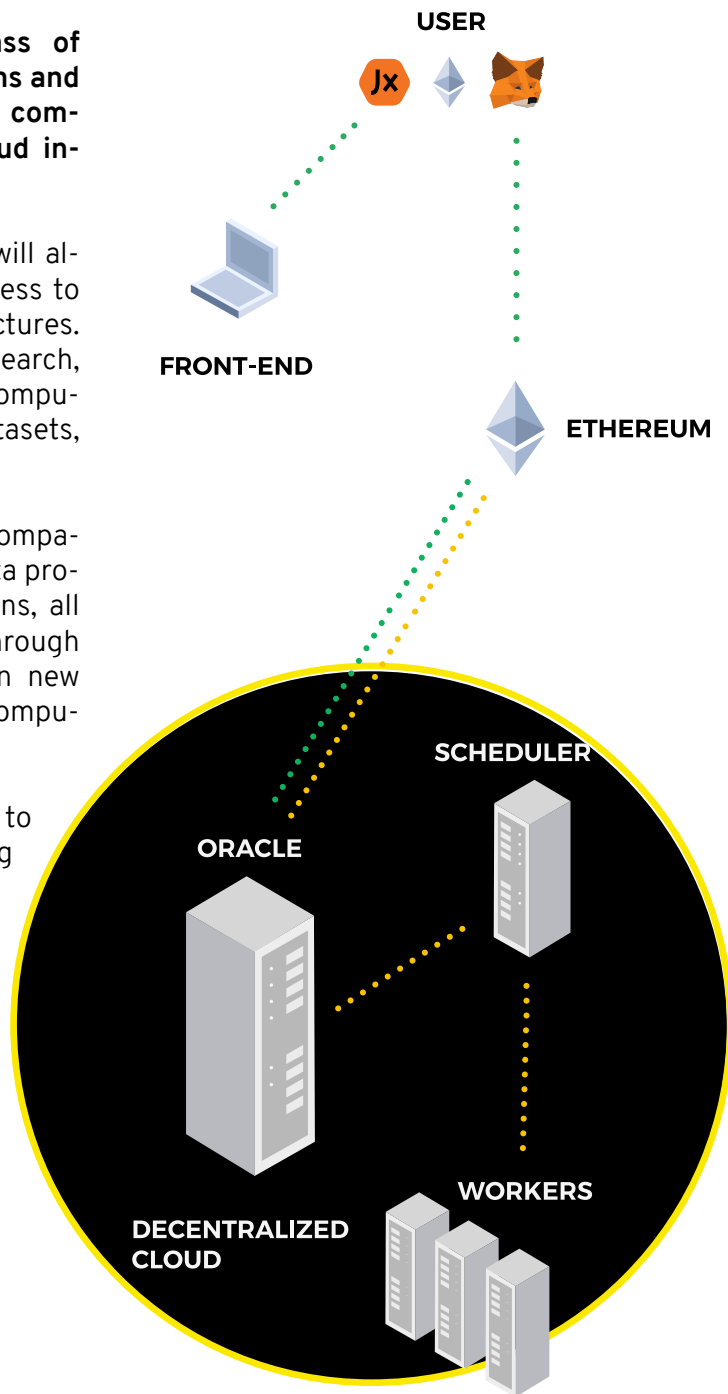 ss of
ns and
com-
ud in-
will al-
ess to
ctures.
earch,
ompu-
tasets,
ompa-
ta pro-
ns, all
hrough
n new
ompu-
to
g
USER
Jx
FRONT-END
ETHEREUM
SCHEDULER
ORACLE
WORKERS
DECENTRALIZED
CLOUD